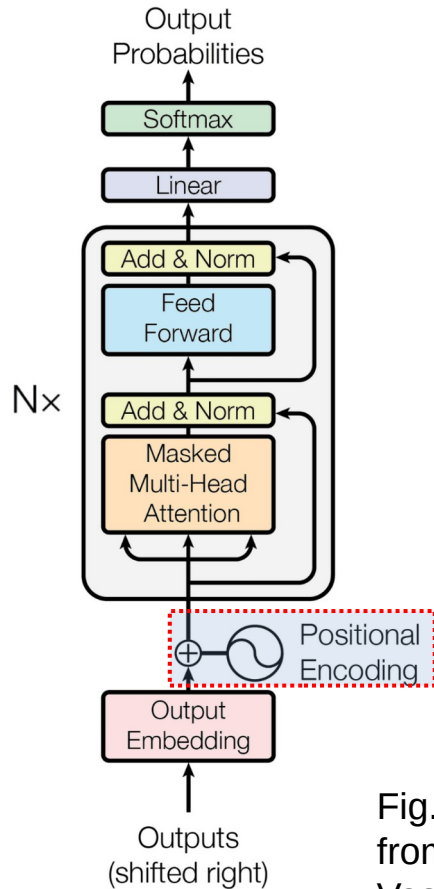 Output
Probabilities
Softmax
Linear
Add & Norm
Feed
Forward
N×
Add & Norm
Masked
Multi-Head
Attention
Positional
Encoding
Output
Embedding
Outputs
(shifted right)
Fig.
from